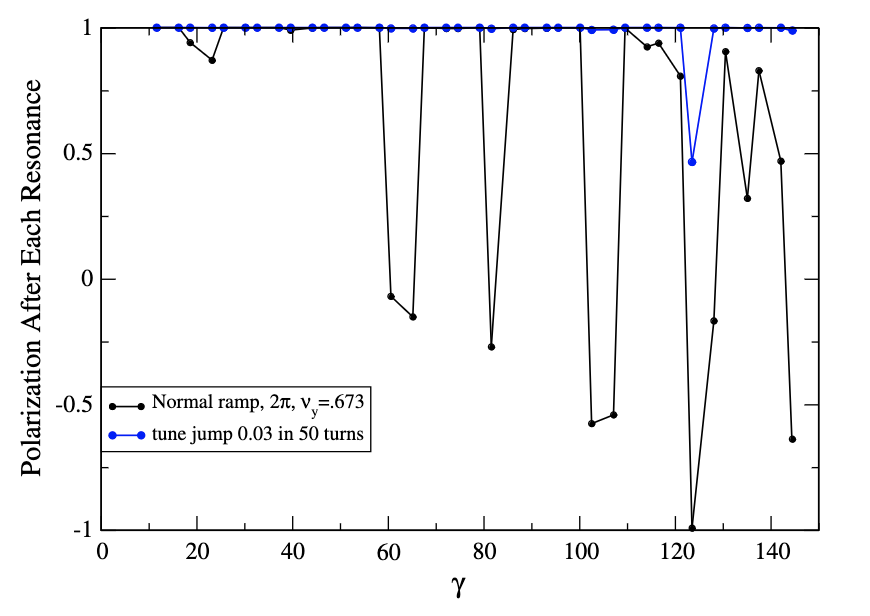 1
0.5
0
-0.5
-1
Polarization After Each Resonance
Normal ramp, 2π, νy=.673
tune jump 0.03 in 50 turns
0 20 40 60 80 100 120 140
γ